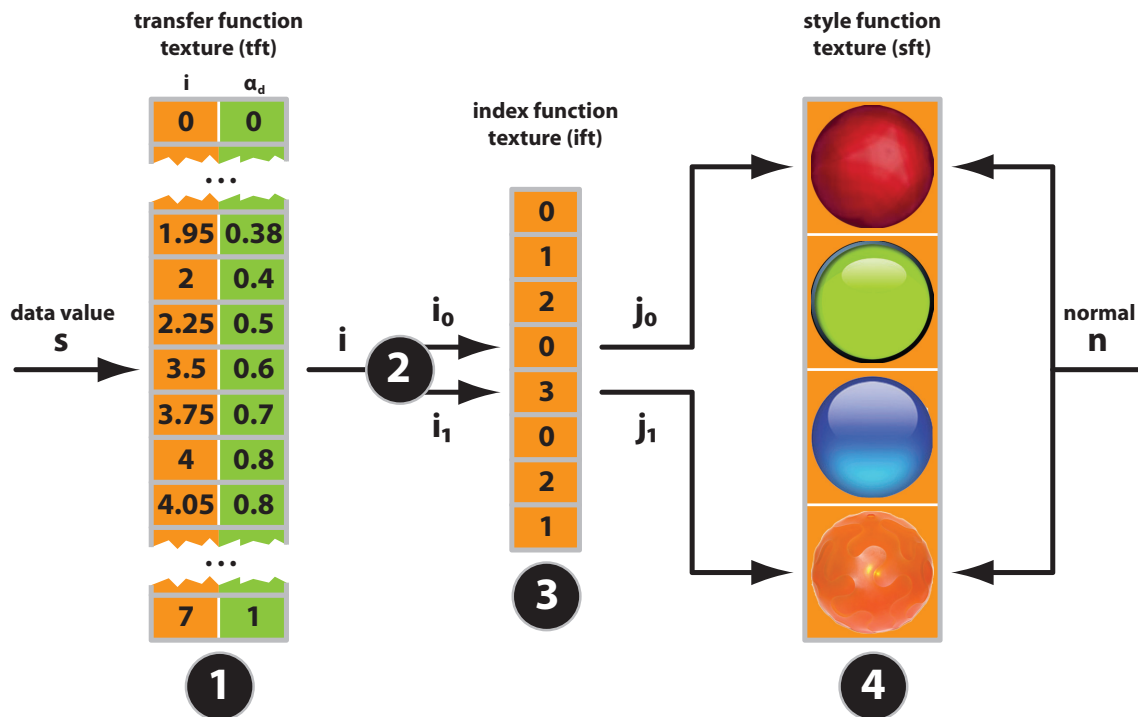 transfer function
texture (tft)
i αd
0 0
...
1.95 0.38
2 0.4
2.25 0.5
3.5 0.6
3.75 0.7
4 0.8
4.05 0.8
...
7 1
1
data value
s
i
2
i0
i1
index function
texture (ift)
0
1
2
0
3
0
2
1
3
j0
j1
style function
texture (sft)
4
normal
n